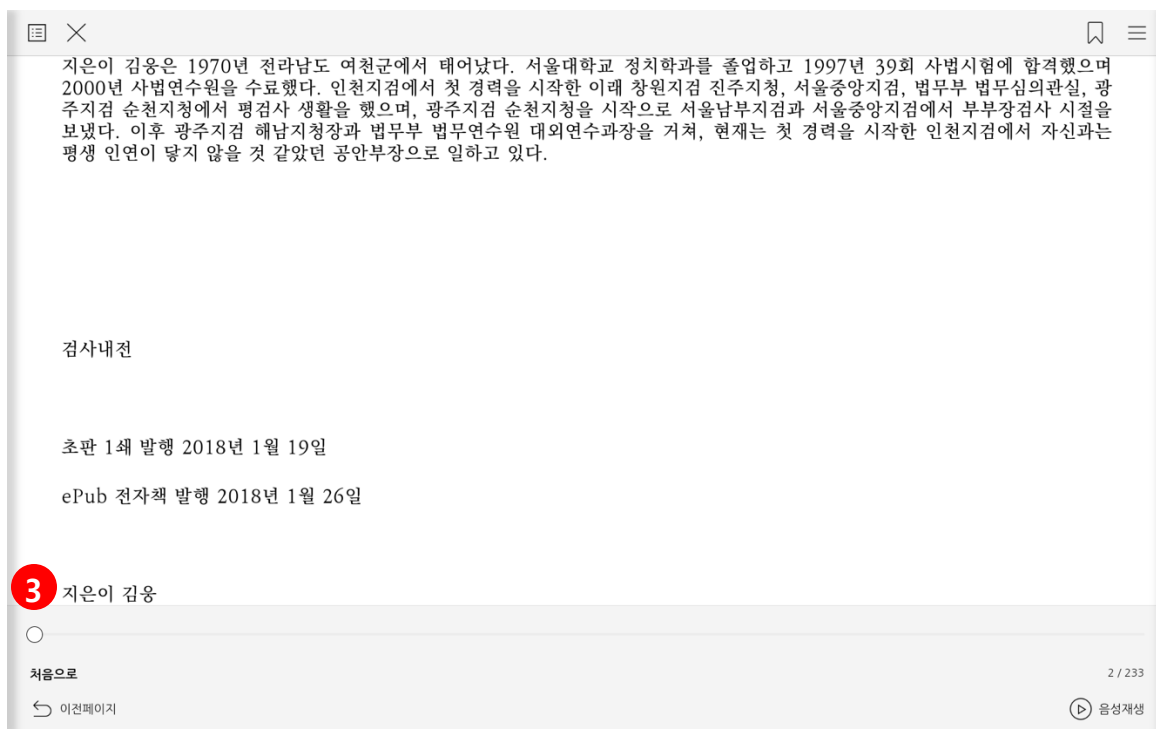 지은이 김웅은 1970년 전라남도 여천군에서 태어났다. 서울대학교 정치학과를 졸업하고 1997년 39회 사법시험에 합격했으며
2000년 사법연수원을 수료했다. 인천지검에서 첫 경력을 시작한 이래 창원지검 진주지청, 서울중앙지검, 법무부 법무심의관실, 광
주지검 순천지청에서 평검사 생활을 했으며, 광주지검 순천지청을 시작으로 서울남부지검과 서울중앙지검에서 부부장검사 시절을
보냈다. 이후 광주지검 해남지청장과 법무부 법무연수원 대외연수과장을 거쳐, 현재는 첫 경력을 시작한 인천지검에서 자신과는
평생 인연이 닿지 않을 것 같았던 공안부장으로 일하고 있다.
검사내전
초판 1쇄 발행 2018년 1월 19일
ePub 전자책 발행 2018년 1월 26일
3
지은이 김웅
처음으로
2 / 233
이전페이지
음성재생